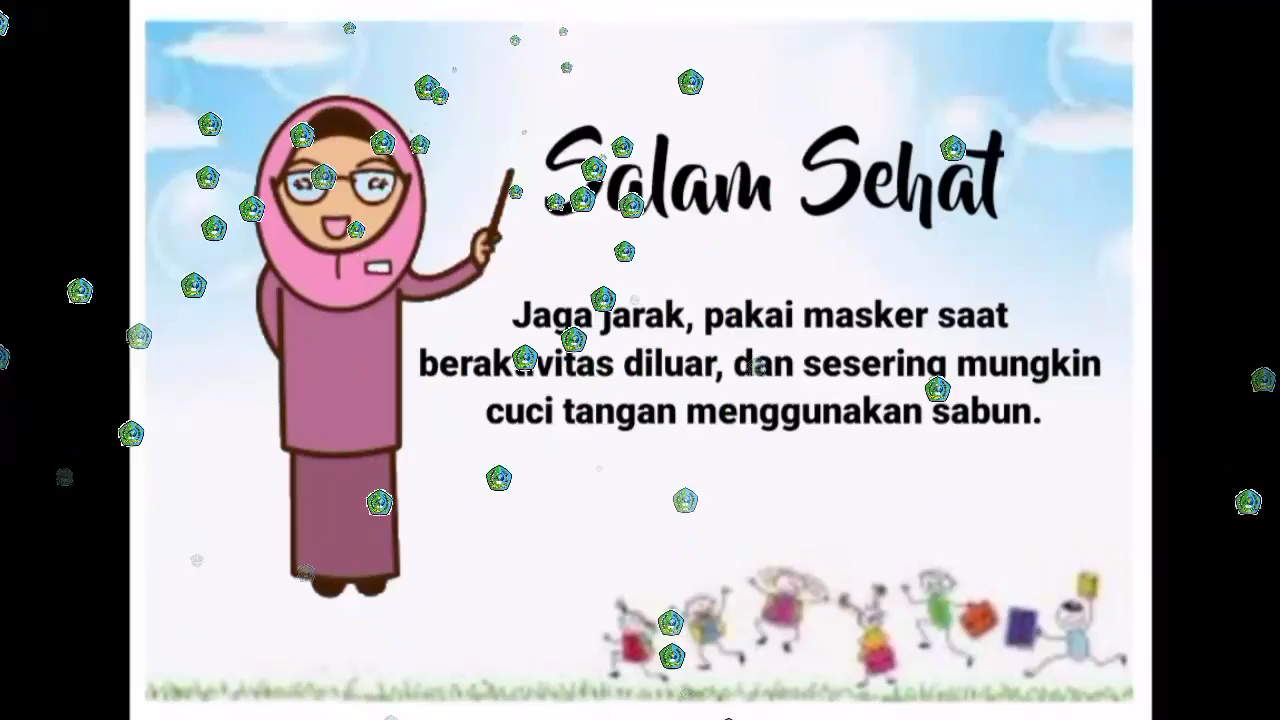 Salam Sehat
Jaga jarak, pakai masker saat
beraktivitas diluar, dan sesering mungkin
cuci tangan menggunakan sabun.